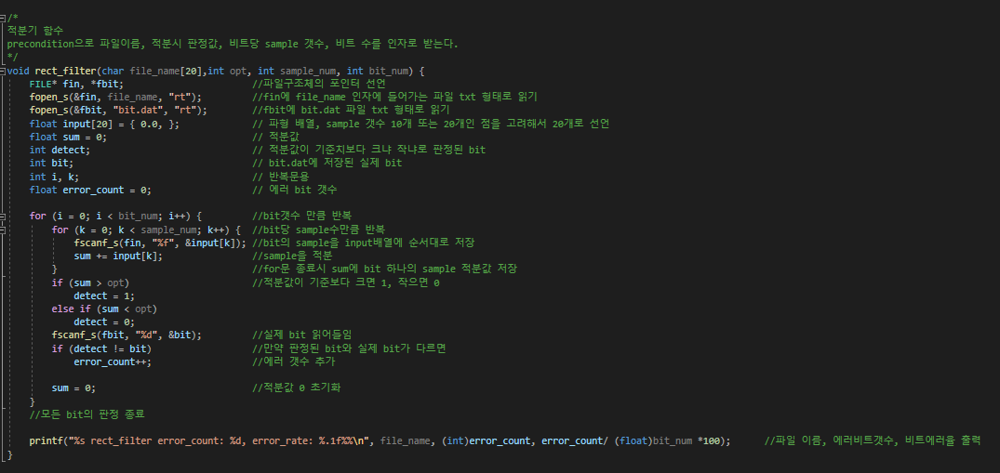 /*
적분기 함수
precondition으로 파일이름, 적분시 판정값, 비트당 sample 갯수, 비트 수를 인자로 받는다.
*/
void rect_filter(char file_name[20],int opt, int sample_num, int bit_num) {
FILE* fin, *fbit; //파일구조체의 포인터 선언
fopen_s(&fin, file_name, "rt"); //fin에 file_name 인자에 들어가는 파일 txt 형태로 읽기
fopen_s(&fbit, "bit.dat", "rt"); //fbit에 bit.dat 파일 txt 형태로 읽기
float input[20] = { 0.0, }; // 파형 배열, sample 갯수 10개 또는 20개인 점을 고려해서 20개로 선언
float sum = 0; // 적분값
int detect; // 적분값이 기준치보다 크냐 작냐로 판정된 bit
int bit; // bit.dat에 저장된 실제 bit
int i, k; // 반복문용
float error_count = 0; // 에러 bit 갯수
for (i = 0; i < bit_num; i++) { //bit갯수 만큼 반복
for (k = 0; k < sample_num; k++) { //bit당 sample수만큼 반복
fscanf_s(fin, "%f", &input[k]); //bit의 sample을 input배열에 순서대로 저장
sum += input[k]; //sample을 적분
} //for문 종료시 sum에 bit 하나의 sample 적분값 저장
if (sum > opt) //적분값이 기준보다 크면 1, 작으면 0
detect = 1;
else if (sum < opt)
detect = 0;
fscanf_s(fbit, "%d", &bit); //실제 bit 읽어들임
if (detect != bit) //만약 판정된 bit와 실제 bit가 다르면
error_count++; //에러 갯수 추가
sum = 0; //적분값 0 초기화
}
//모든 bit의 판정 종료
printf("%s rect_filter error_count: %d, error_rate: %.1f%%\n", file_name, (int)error_count, error_count/ (float)bit_num *100); //파일 이름, 에러비트갯수, 비트에러율 출력
}